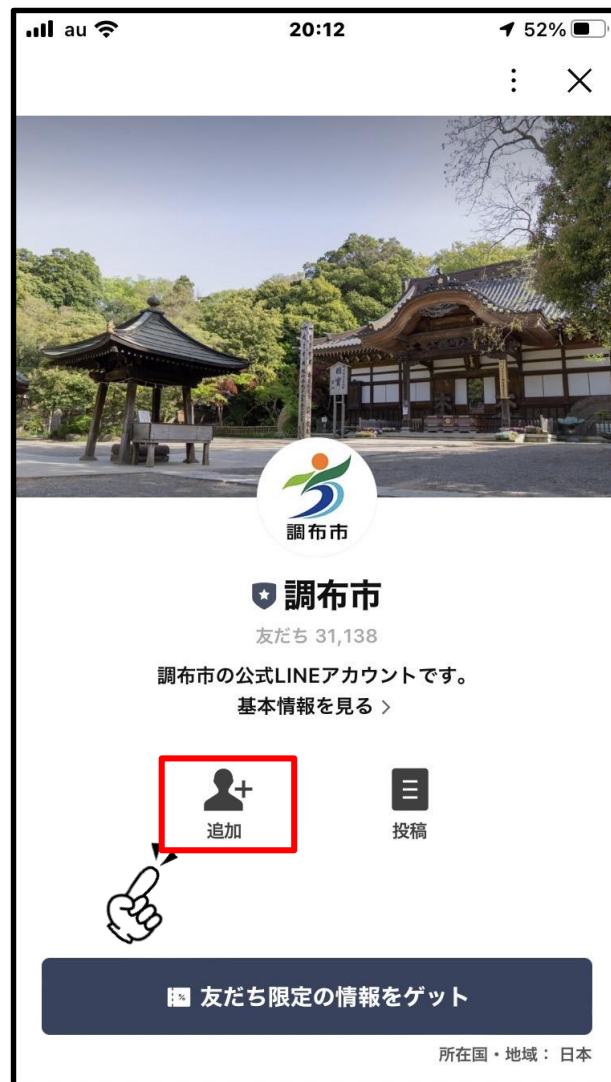 au 20:12 52%
調布市
調布市
友だち 31,138
調布市の公式LINEアカウントです。
基本情報を見る >
追加 投稿
友だち限定の情報をゲット
所在国・地域： 日本